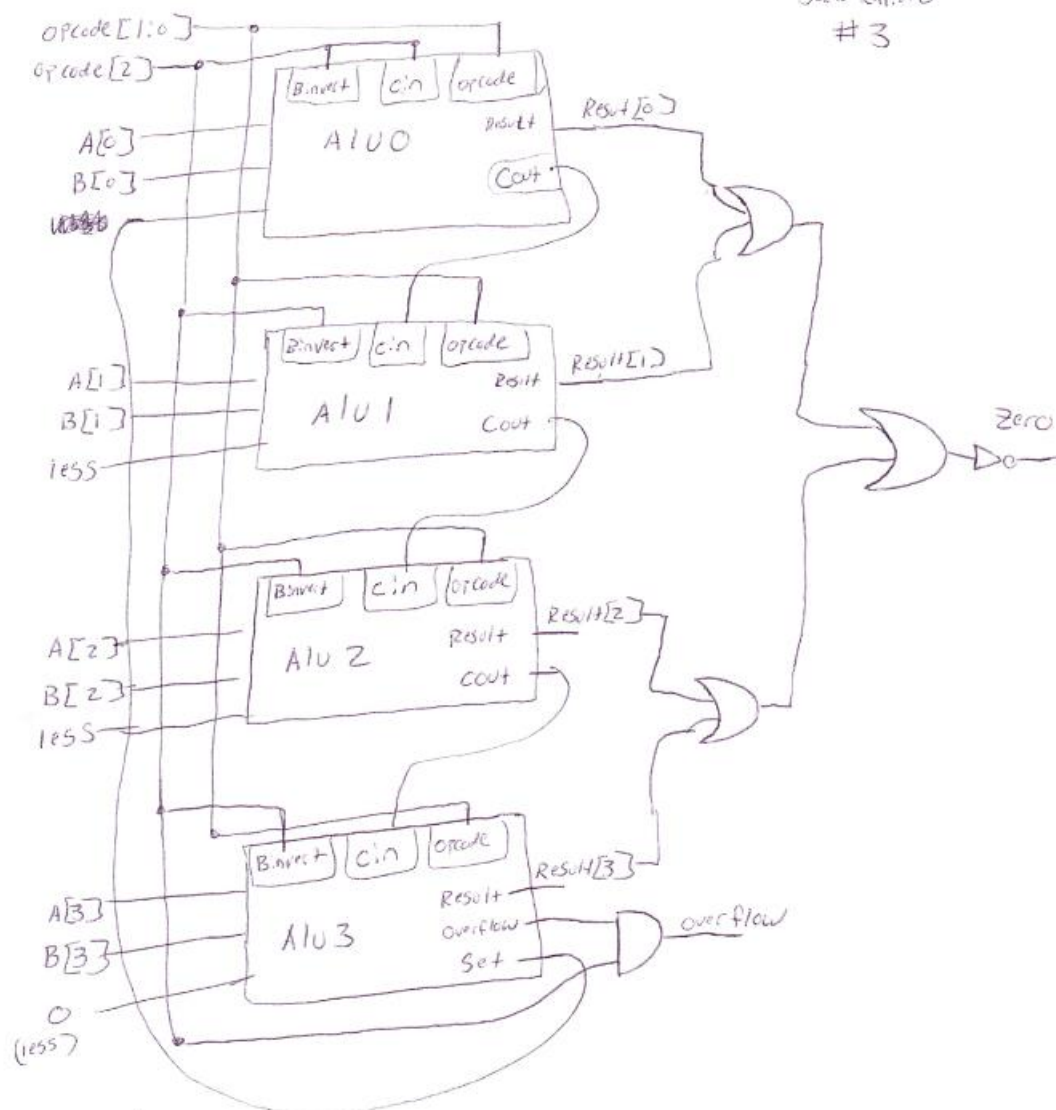 # 3
opcode[1:0]
opcode[2]
Binvert cin opcode
A[0]
Alu0
Result
Result[0]
B[0]
Cout
Binvert cin opcode
A[1]
Alu1
Result
Result[1]
B[1]
Cout
less
Zero
Binvert cin opcode
A[2]
Alu2
Result
Result[2]
B[2]
Cout
less
Binvert cin opcode
A[3]
Alu3
Result
Result[3]
B[3]
overflow
overflow
Set
0
(less)